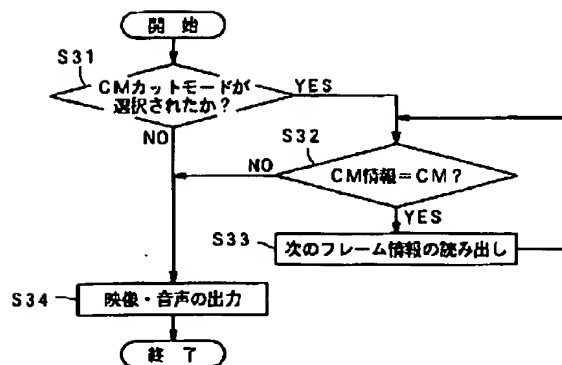 開 始
S31
CMカットモードが
選択されたか?
YES
NO
S32
CM情報=CM?
NO
YES
S33
次のフレーム情報の読み出し
S34
映像・音声の出力
終 了